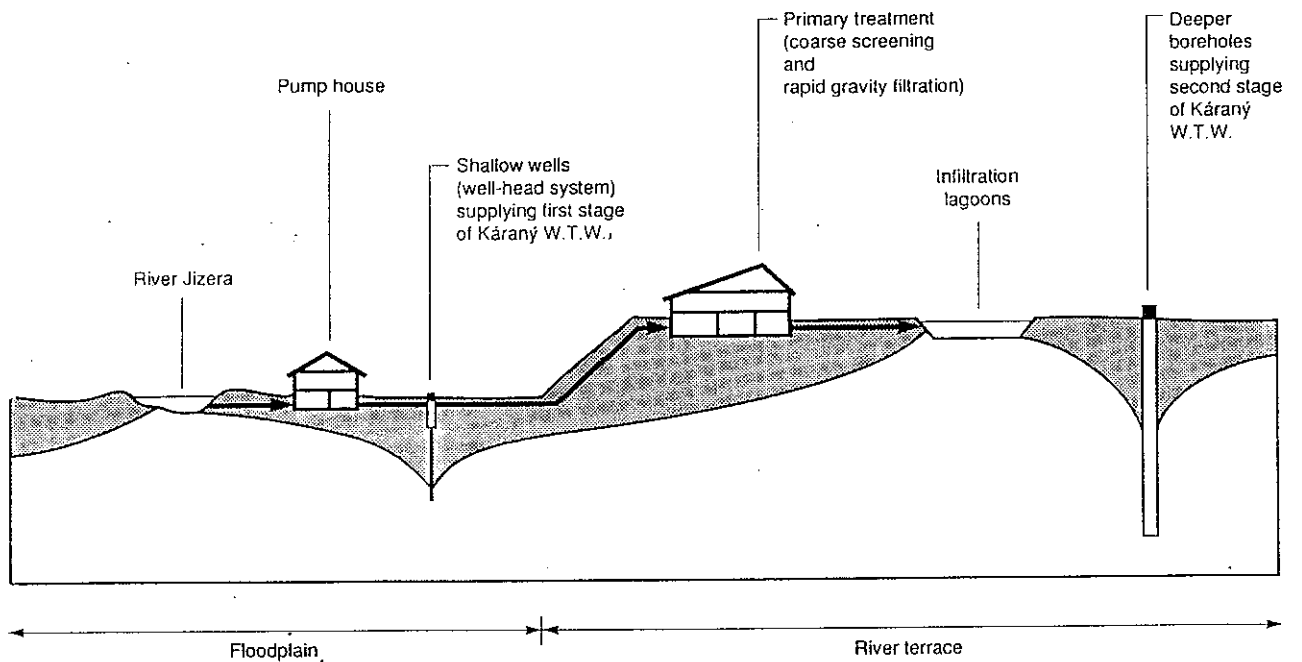 Primary treatment
(coarse screening
and
rapid gravity filtration)
Deeper
boreholes
supplying
second stage
of Káraný
W.T.W.
Pump house
Shallow wells
(well-head system)
supplying first stage
of Káraný W.T.W.
Infiltration
lagoons
River Jizera
Floodplain
River terrace